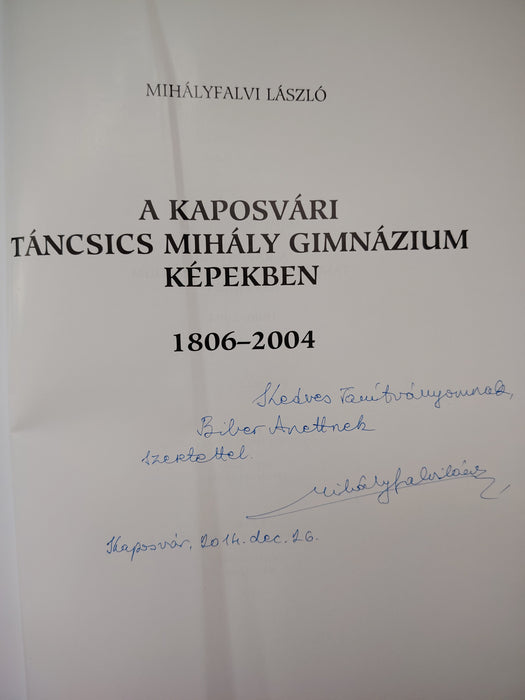 MIHÁLYFALVI LÁSZLÓ
A KAPOSVÁRI
TÁNCSICS MIHÁLY GIMNÁZIUM
KÉPEKBEN
1806–2004
Kedves Tanítványomnak,
Biber Anettnek
szeretettel.
Mihályfalvi László
Kaposvár, 2014. dec. 26.